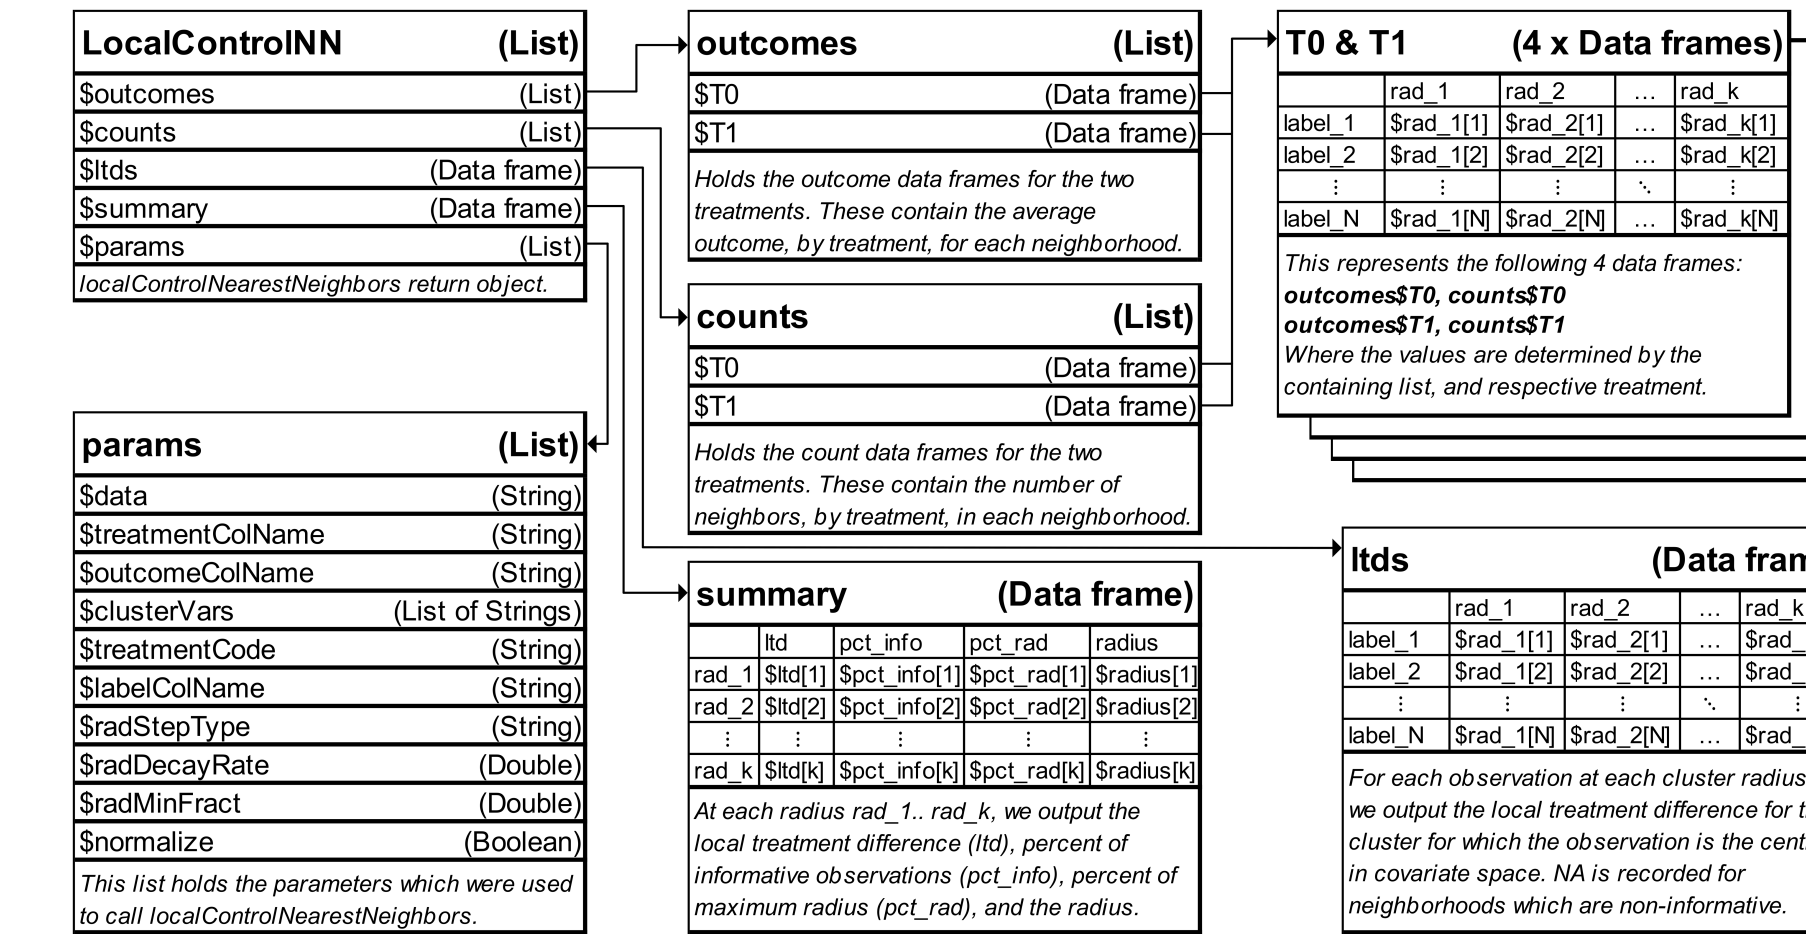 LocalControlNN (List)
$outcomes (List)
$counts (List)
$ltds (Data frame)
$summary (Data frame)
$params (List)
localControlNearestNeighbors return object.
params (List)
$data (String)
$treatmentColName (String)
$outcomeColName (String)
$clusterVars (List of Strings)
$treatmentCode (String)
$labelColName (String)
$radStepType (String)
$radDecayRate (Double)
$radMinFract (Double)
$normalize (Boolean)
This list holds the parameters which were used
to call localControlNearestNeighbors.
outcomes (List)
$T0 (Data frame)
$T1 (Data frame)
Holds the outcome data frames for the two
treatments. These contain the average
outcome, by treatment, for each neighborhood.
counts (List)
$T0 (Data frame)
$T1 (Data frame)
Holds the count data frames for the two
treatments. These contain the number of
neighbors, by treatment, in each neighborhood.
summary (Data frame)
ltd pct_info pct_rad radius
rad_1 $ltd[1] $pct_info[1] $pct_rad[1] $radius[1]
rad_2 $ltd[2] $pct_info[2] $pct_rad[2] $radius[2]
⋮ ⋮ ⋮ ⋮ ⋮
rad_k $ltd[k] $pct_info[k] $pct_rad[k] $radius[k]
At each radius rad_1.. rad_k, we output the
local treatment difference (ltd), percent of
informative observations (pct_info), percent of
maximum radius (pct_rad), and the radius.
T0 & T1 (4 x Data frames)
rad_1 rad_2 … rad_k
label_1 $rad_1[1] $rad_2[1] … $rad_k[1]
label_2 $rad_1[2] $rad_2[2] … $rad_k[2]
⋮ ⋮ ⋮ ⋱ ⋮
label_N $rad_1[N] $rad_2[N] … $rad_k[N]
This represents the following 4 data frames:
outcomes$T0, counts$T0
outcomes$T1, counts$T1
Where the values are determined by the
containing list, and respective treatment.
ltds (Data fram
rad_1 rad_2 … rad_k
label_1 $rad_1[1] $rad_2[1] … $rad_
label_2 $rad_1[2] $rad_2[2] … $rad_
⋮ ⋮ ⋮ ⋱ ⋮
label_N $rad_1[N] $rad_2[N] … $rad_
For each observation at each cluster radius
we output the local treatment difference for t
cluster for which the observation is the cent
in covariate space. NA is recorded for
neighborhoods which are non-informative.